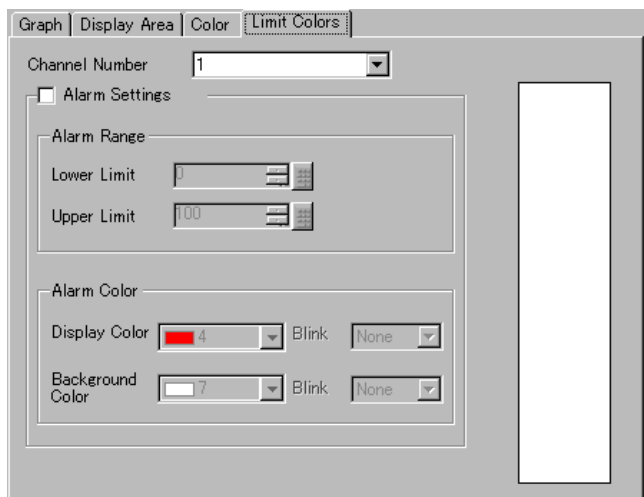 Graph Display Area Color Limit Colors
Channel Number 1
Alarm Settings
Alarm Range
Lower Limit 0
Upper Limit 100
Alarm Color
Display Color 4 Blink None
Background
Color 7 Blink None